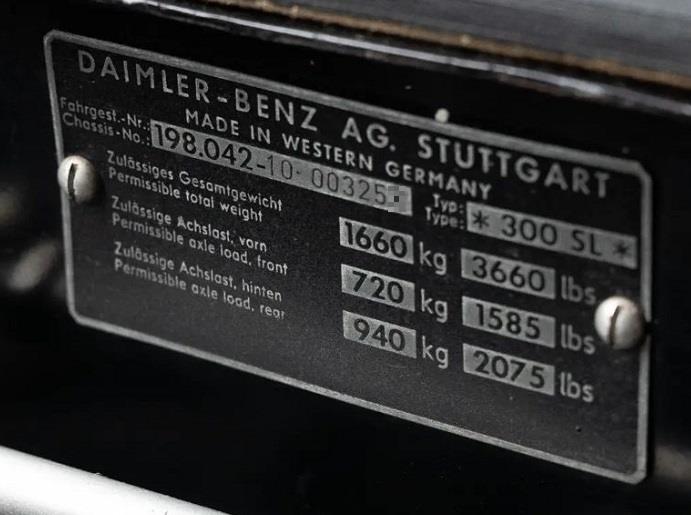 DAIMLER-BENZ AG. STUTTGART
MADE IN WESTERN GERMANY
Fahrgest.-Nr.:
Chassis-No.: 198.042-10-00325
Typ:
Type: * 300 SL *
Zulässiges Gesamtgewicht
Permissible total weight 1660 kg 3660 lbs
Zulässige Achslast, vorn
Permissible axle load, front 720 kg 1585 lbs
Zulässige Achslast, hinten
Permissible axle load, rear 940 kg 2075 lbs